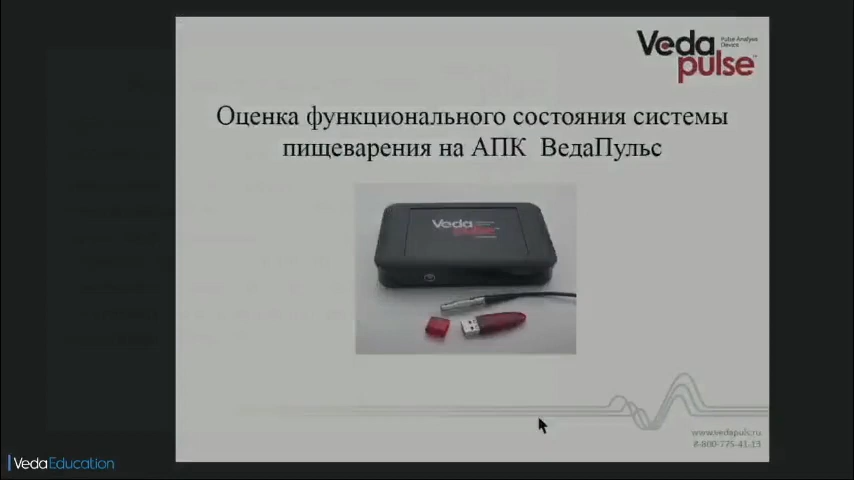 Veda
pulse™
Pulse Analysis
Device
Оценка функционального состояния системы
пищеварения на АПК ВедаПульс
Veda
pulse
www.vedapuls.ru
8-800-775-41-13
VedaEducation